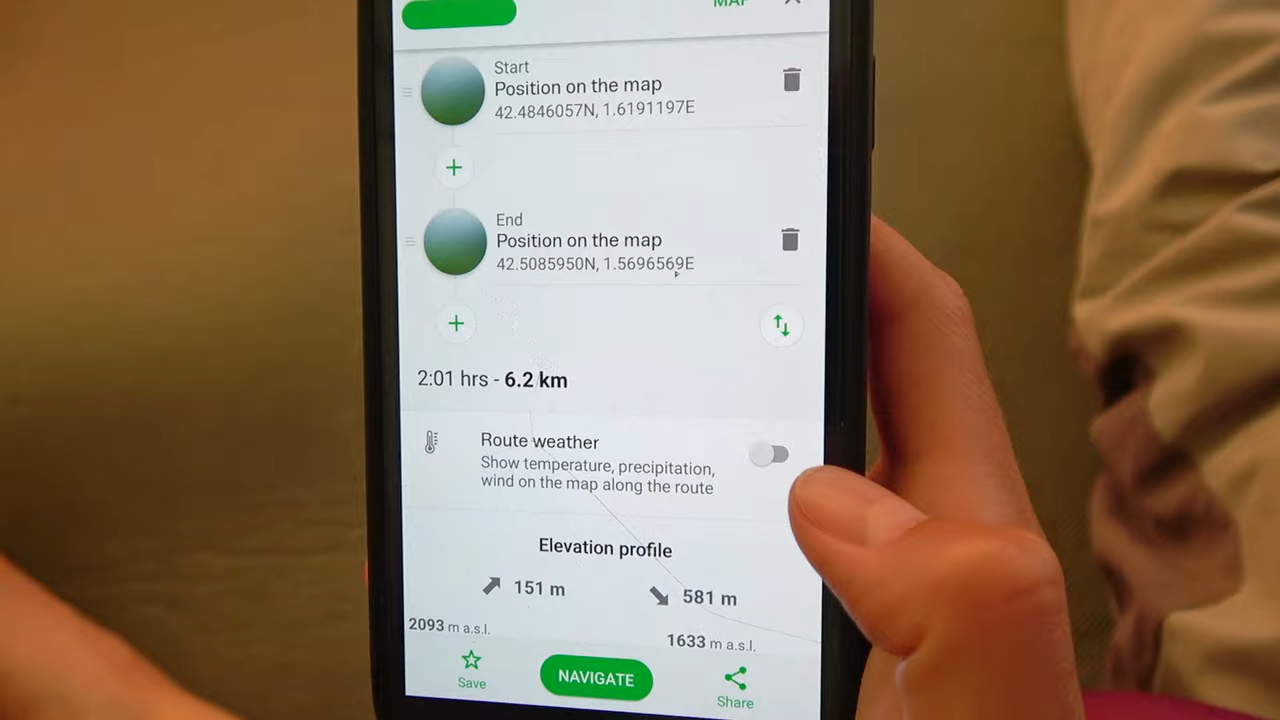 MAP
Start
Position on the map
42.4846057N, 1.6191197E
End
Position on the map
42.5085950N, 1.5696569E
2:01 hrs - 6.2 km
Route weather
Show temperature, precipitation,
wind on the map along the route
Elevation profile
151 m
581 m
2093 m a.s.l.
1633 m a.s.l.
Save
NAVIGATE
Share